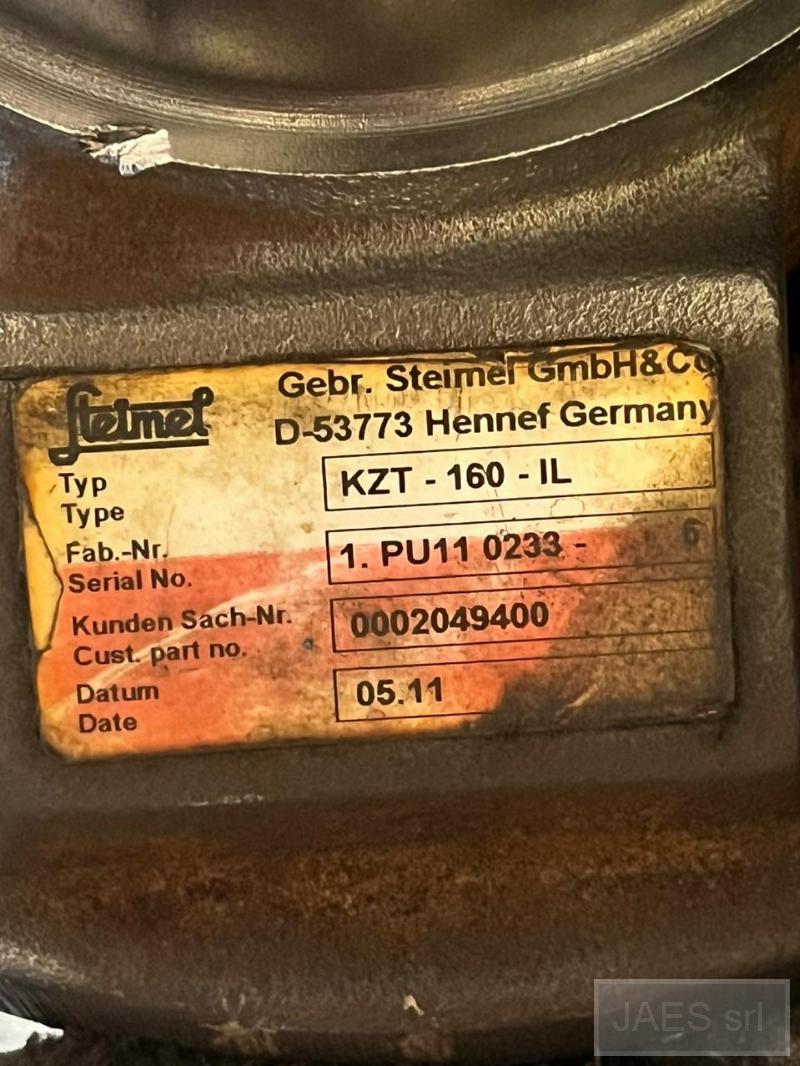 Steimel
Gebr. Steimel GmbH&Co
D-53773 Hennef Germany
Typ
Type
KZT - 160 - IL
Fab.-Nr.
Serial No.
1. PU11 0233 - 6
Kunden Sach-Nr.
Cust. part no.
0002049400
Datum
Date
05.11
JAES srl